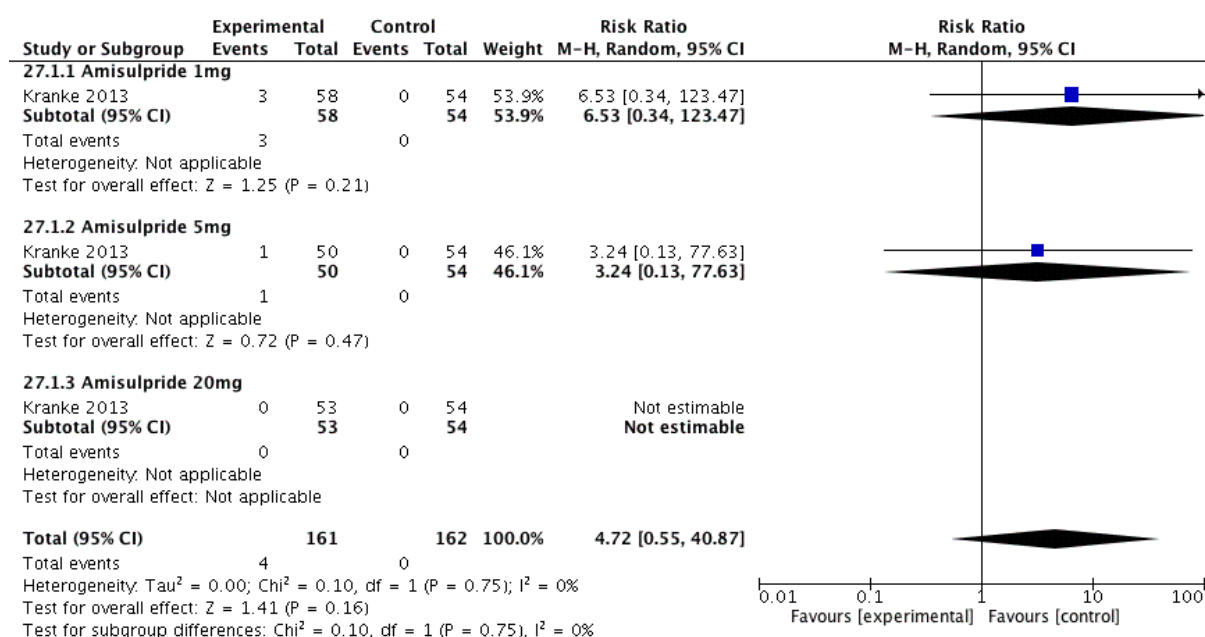 Experimental Control Risk Ratio Risk Ratio
Study or Subgroup Events Total Events Total Weight M-H, Random, 95% CI M-H, Random, 95% CI
27.1.1 Amisulpride 1mg
Kranke 2013 3 58 0 54 53.9% 6.53 [0.34, 123.47]
Subtotal (95% CI) 58 54 53.9% 6.53 [0.34, 123.47]
Total events 3 0
Heterogeneity: Not applicable
Test for overall effect: Z = 1.25 (P = 0.21)
27.1.2 Amisulpride 5mg
Kranke 2013 1 50 0 54 46.1% 3.24 [0.13, 77.63]
Subtotal (95% CI) 50 54 46.1% 3.24 [0.13, 77.63]
Total events 1 0
Heterogeneity: Not applicable
Test for overall effect: Z = 0.72 (P = 0.47)
27.1.3 Amisulpride 20mg
Kranke 2013 0 53 0 54 Not estimable
Subtotal (95% CI) 53 54 Not estimable
Total events 0 0
Heterogeneity: Not applicable
Test for overall effect: Not applicable
Total (95% CI) 161 162 100.0% 4.72 [0.55, 40.87]
Total events 4 0
Heterogeneity: Tau² = 0.00; Chi² = 0.10, df = 1 (P = 0.75); I² = 0%
Test for overall effect: Z = 1.41 (P = 0.16)
Test for subgroup differences: Chi² = 0.10, df = 1 (P = 0.75), I² = 0%
0.01 0.1 1 10 100
Favours [experimental] Favours [control]